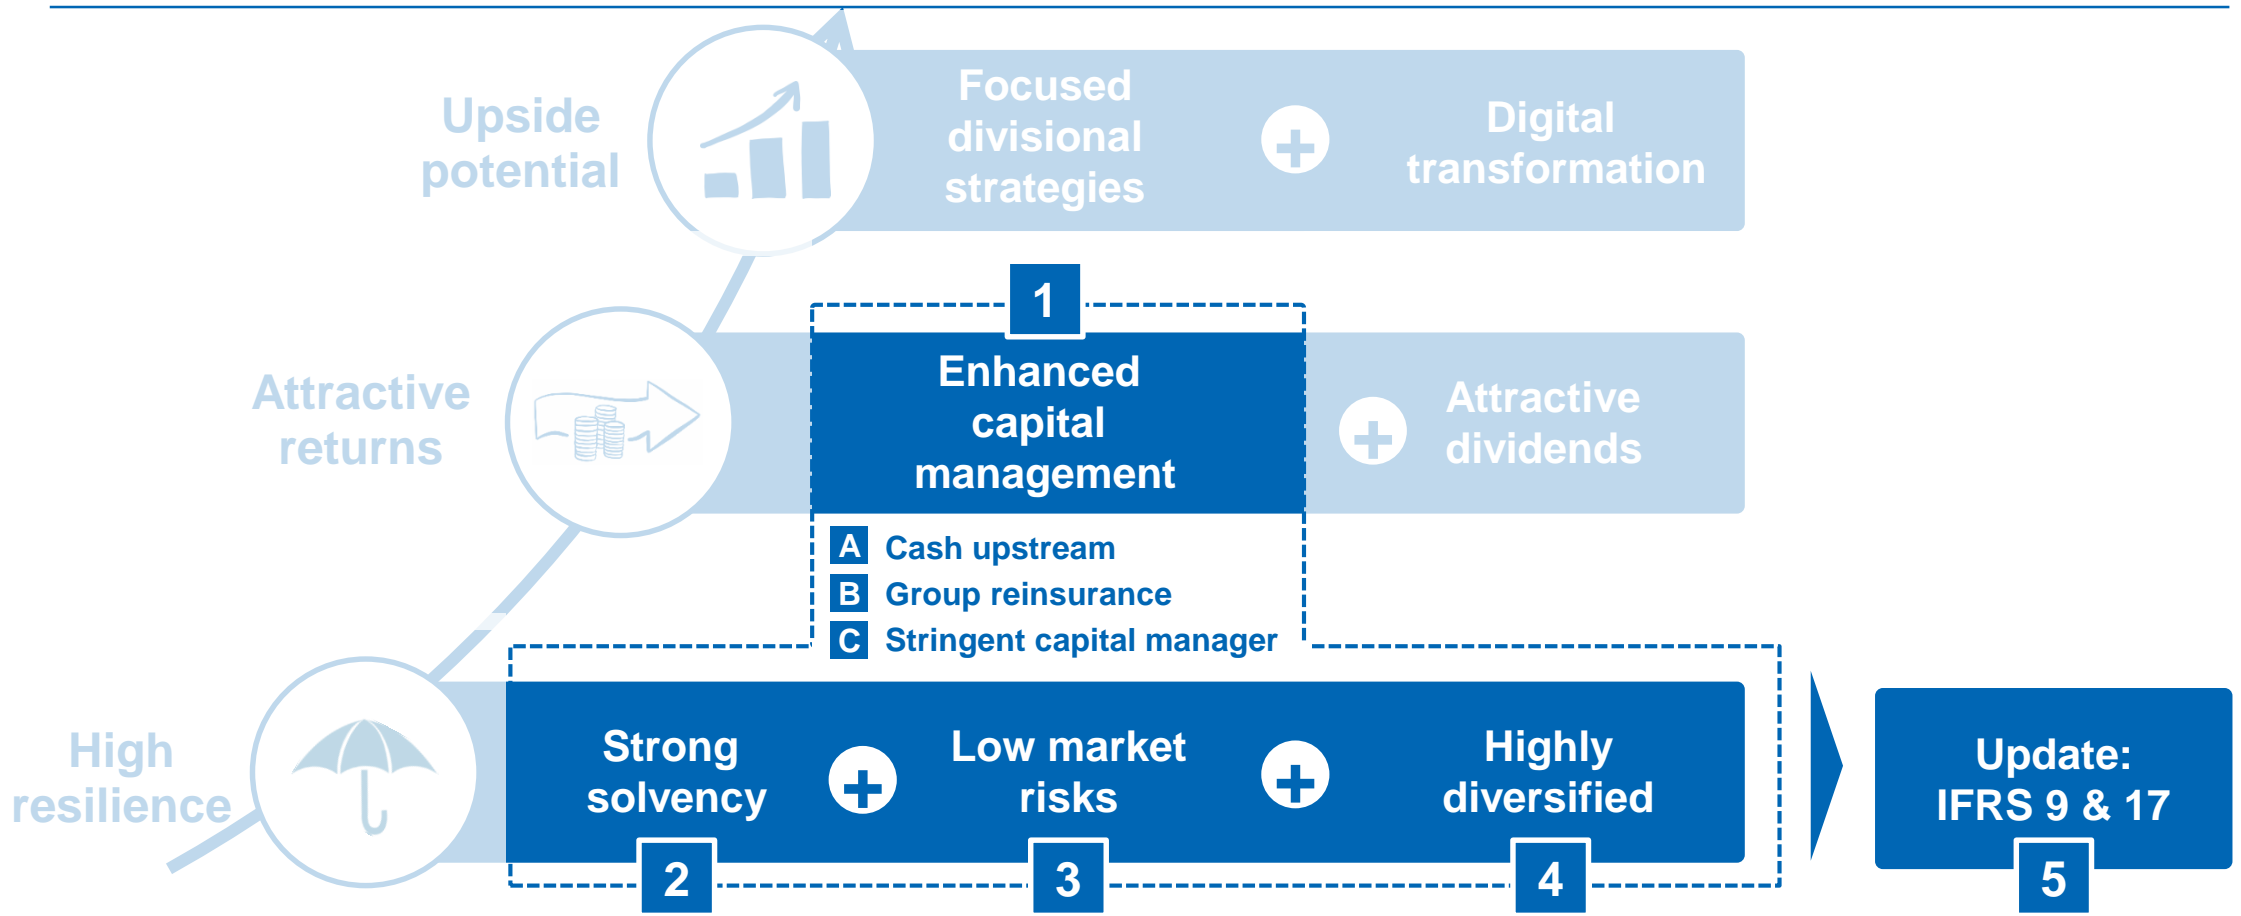 Upside
potential
Focused
divisional
strategies
+
Digital
transformation
1
Attractive
returns
Enhanced
capital
management
+
Attractive
dividends
A Cash upstream
B Group reinsurance
C Stringent capital manager
High
resilience
Strong
solvency
+
Low market
risks
+
Highly
diversified
Update:
IFRS 9 & 17
2
3
4
5